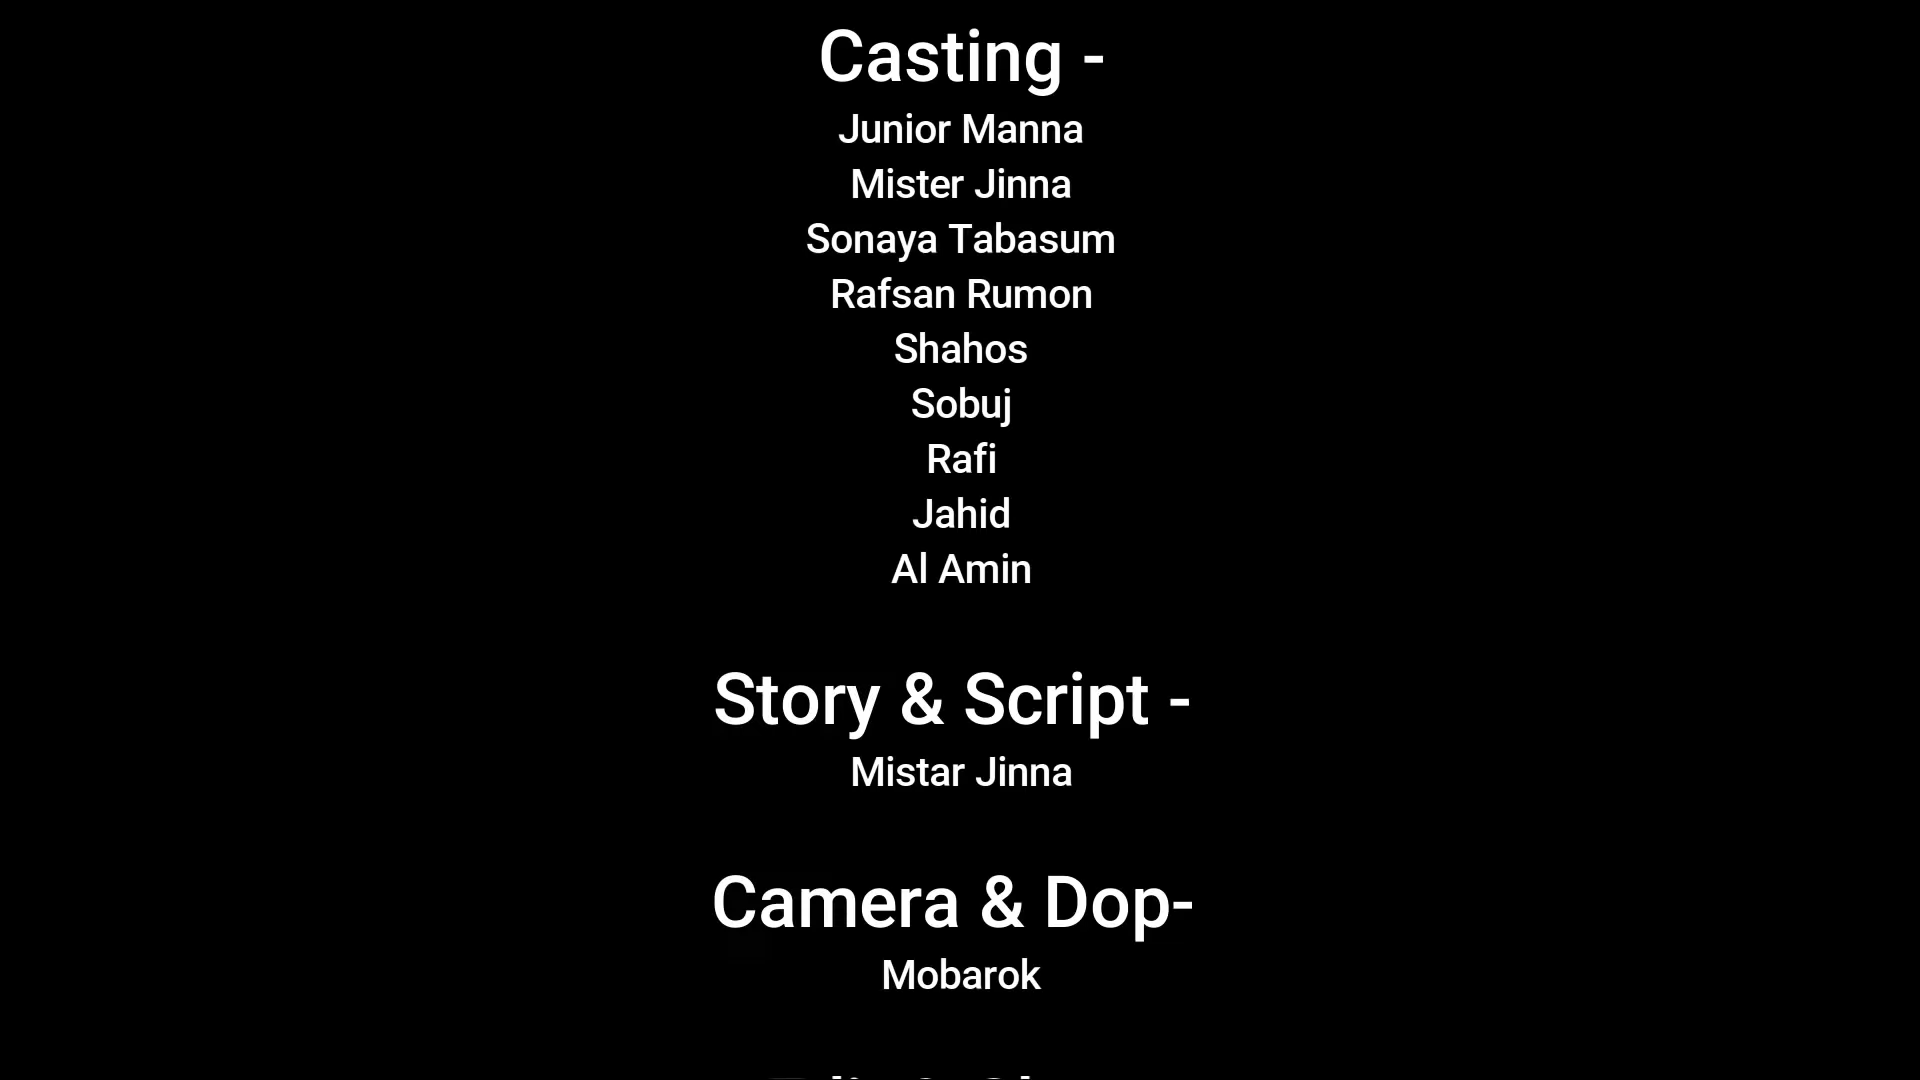 Casting -
Junior Manna
Mister Jinna
Sonaya Tabasum
Rafsan Rumon
Shahos
Sobuj
Rafi
Jahid
Al Amin
Story & Script -
Mistar Jinna
Camera & Dop-
Mobarok